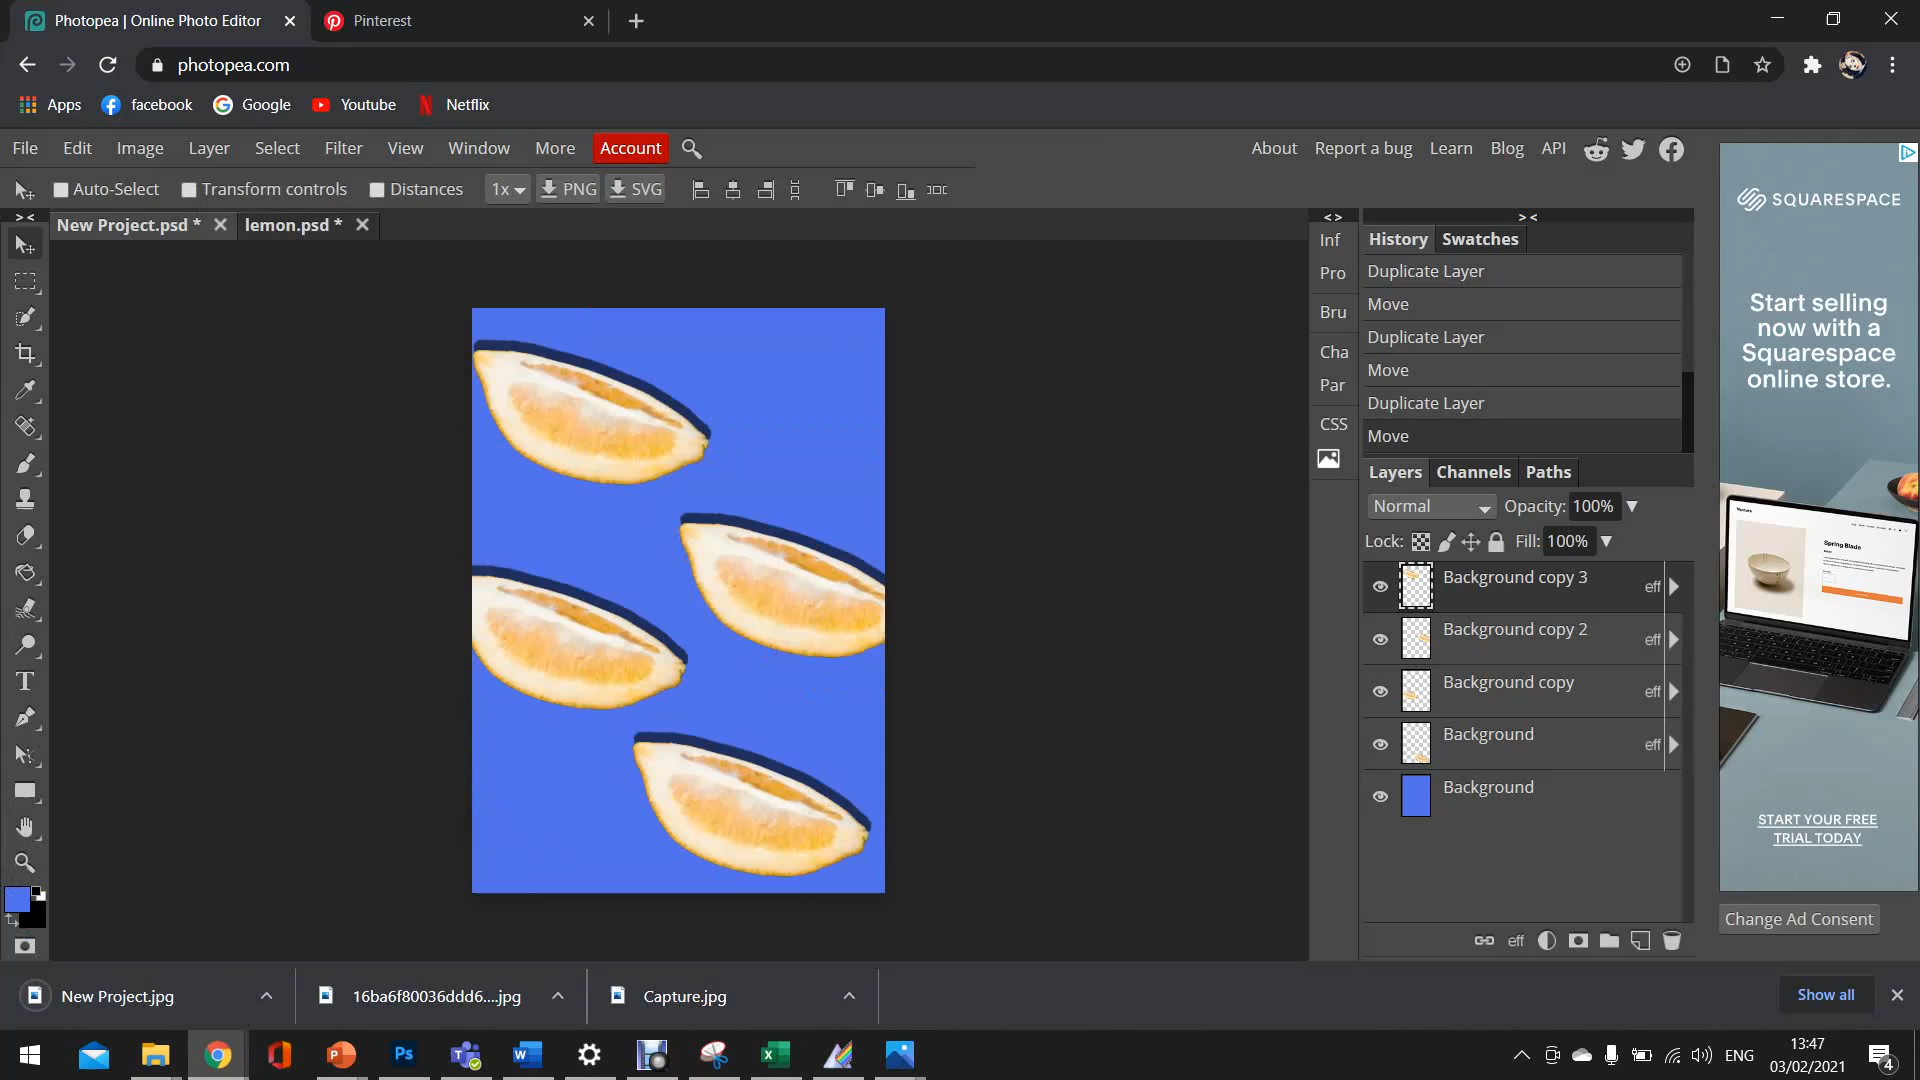 Photopea | Online Photo Editor
Pinterest
photopea.com
Apps facebook Google Youtube Netflix
File Edit Image Layer Select Filter View Window More Account
About Report a bug Learn Blog API
Auto-Select Transform controls Distances 1x PNG SVG
New Project.psd * lemon.psd *
Inf
Pro
Bru
Cha
Par
CSS
History Swatches
Duplicate Layer
Move
Duplicate Layer
Move
Duplicate Layer
Move
Layers Channels Paths
Normal Opacity: 100%
Lock: Fill: 100%
Background copy 3 eff
Background copy 2 eff
Background copy eff
Background eff
Background
eff
SQUARESPACE
Start selling
now with a
Squarespace
online store.
Spring Blade
START YOUR FREE
TRIAL TODAY
Change Ad Consent
New Project.jpg
16ba6f80036ddd6....jpg
Capture.jpg
Show all
ENG
13:47
03/02/2021
4